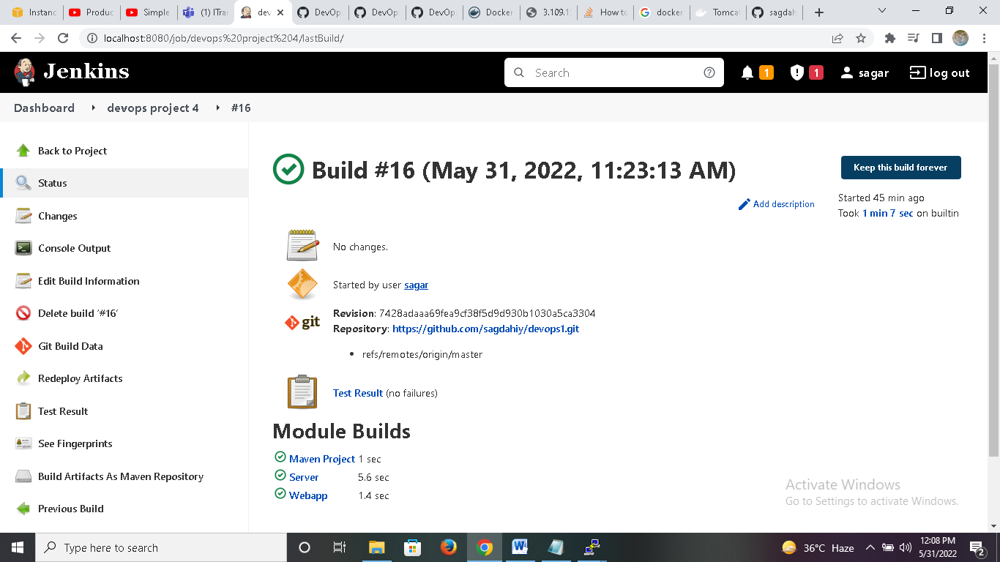 Instanc
Produc
Simple
(1) ITra
dev
DevOp
DevOp
DevOp
Docker
3.109.1
How to
docker
Tomca
sagdah
localhost:8080/job/devops%20project%204/lastBuild/
Jenkins
Search
1
1
sagar
log out
Dashboard
devops project 4
#16
Back to Project
Status
Changes
Console Output
Edit Build Information
Delete build ‘#16’
Git Build Data
Redeploy Artifacts
Test Result
See Fingerprints
Build Artifacts As Maven Repository
Previous Build
Build #16 (May 31, 2022, 11:23:13 AM)
Keep this build forever
Add description
Started 45 min ago
Took 1 min 7 sec on builtin
No changes.
Started by user sagar
git
Revision: 7428adaaa69fea9cf38f5d9d930b1030a5ca3304
Repository: https://github.com/sagdahiy/devops1.git
refs/remotes/origin/master
Test Result (no failures)
Module Builds
Maven Project 1 sec
Server 5.6 sec
Webapp 1.4 sec
Activate Windows
Go to Settings to activate Windows.
Type here to search
36°C Haze
12:08 PM
5/31/2022
2